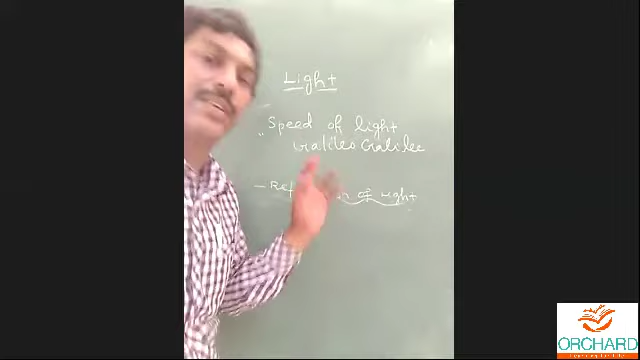 Light
Speed of light
Galileo Galilee
of light
ORCHARD